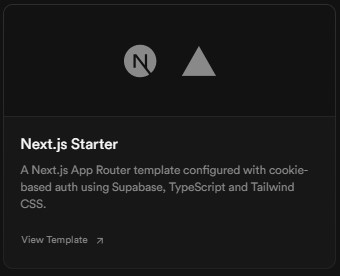 Next.js Starter
A Next.js App Router template configured with cookie-
based auth using Supabase, TypeScript and Tailwind
CSS.
View Template